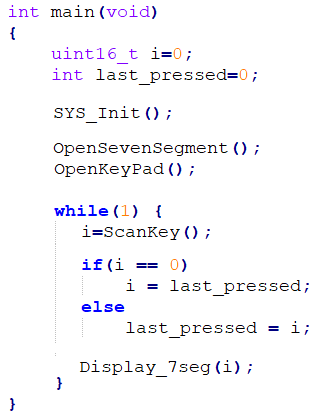 int main(void)
{
    uint16_t i=0;
    int last_pressed=0;
    SYS_Init();
    OpenSevenSegment();
    OpenKeyPad();
    while(1) {
        i=ScanKey();
        if(i == 0)
            i = last_pressed;
        else
            last_pressed = i;
        Display_7seg(i);
    }
}